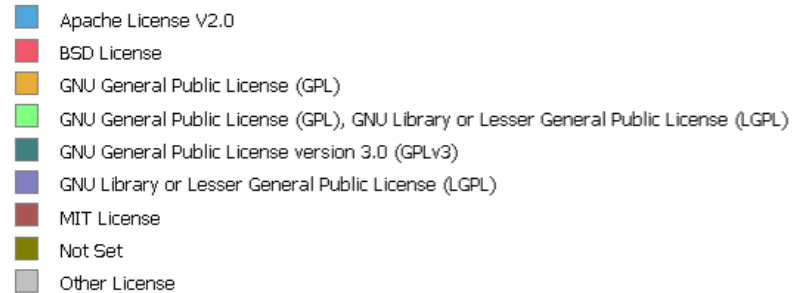 Apache License V2.0
BSD License
GNU General Public License (GPL)
GNU General Public License (GPL), GNU Library or Lesser General Public License (LGPL)
GNU General Public License version 3.0 (GPLv3)
GNU Library or Lesser General Public License (LGPL)
MIT License
Not Set
Other License